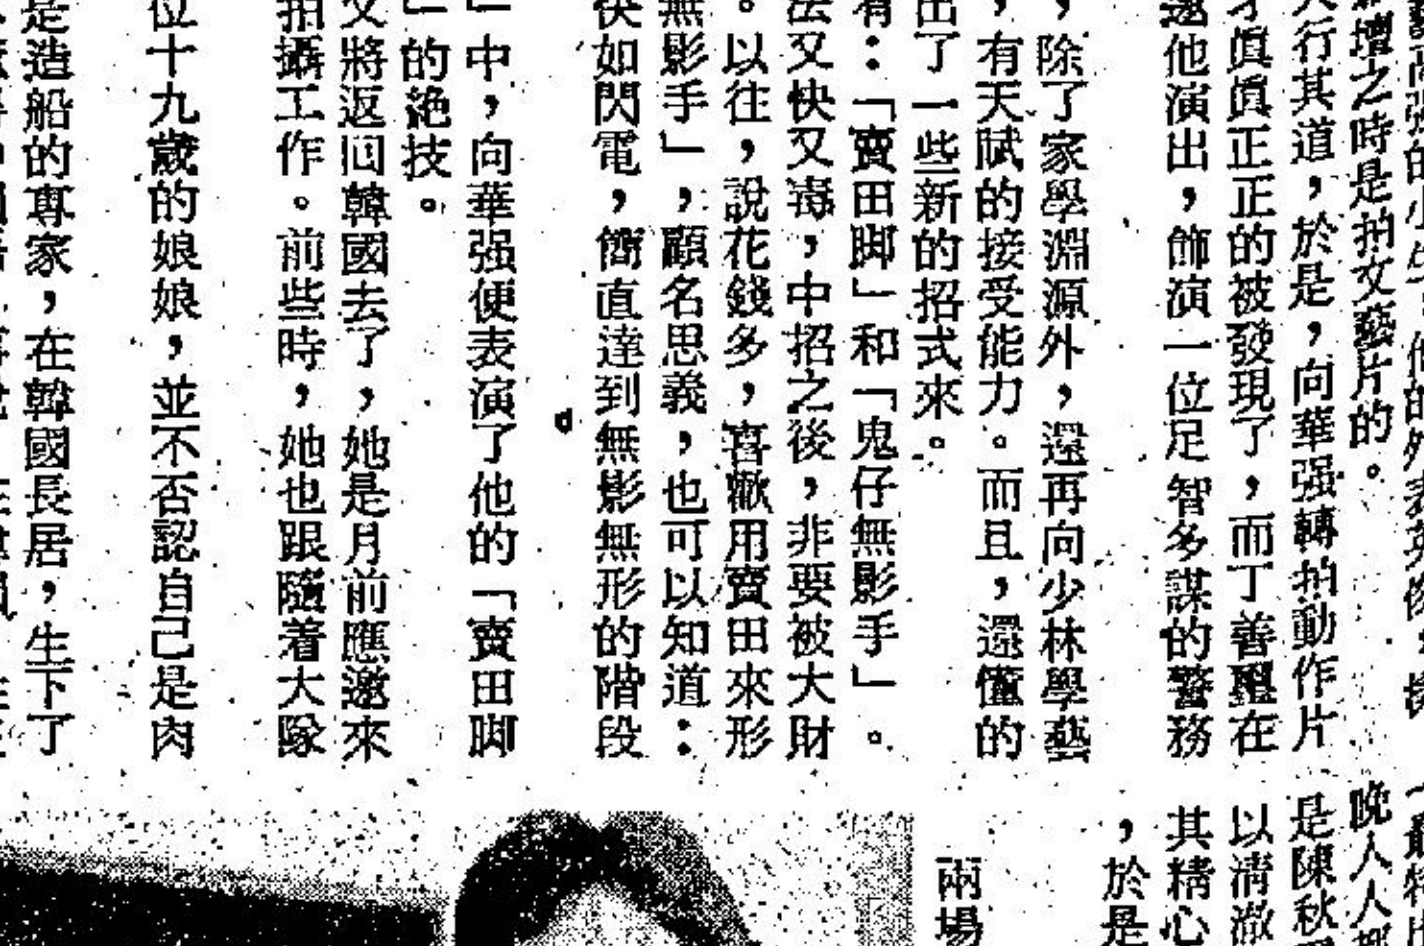 壇之時是拍文藝片的。
行其道，於是，向華强轉拍動作片
眞眞正正的被發現了，而丁善璽在
邀他演出，飾演一位足智多謀的警務
，除了家學淵源外，還再向少林學藝
，有天賦的接受能力。而且，還懂的
出了一些新的招式來。
有：「賣田脚」和「鬼仔無影手」。
法又快又毒，中招之後，非要被大財
。以往，說花錢多，喜歡用賣田來形
無影手」，顧名思義，也可以知道：
快如閃電，簡直達到無影無形的階段
」中，向華强便表演了他的「賣田脚
」的絶技。
又將返回韓國去了，她是月前應邀來
拍攝工作。前些時，她也跟隨着大隊
位十九歲的娘娘，並不否認自己是肉
是造船的專家，在韓國長居，生下了
晚人人
是陳秋
以清澈
其精心
，於是
兩場